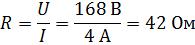 R = U/I = 168 В/4 А = 42 Ом